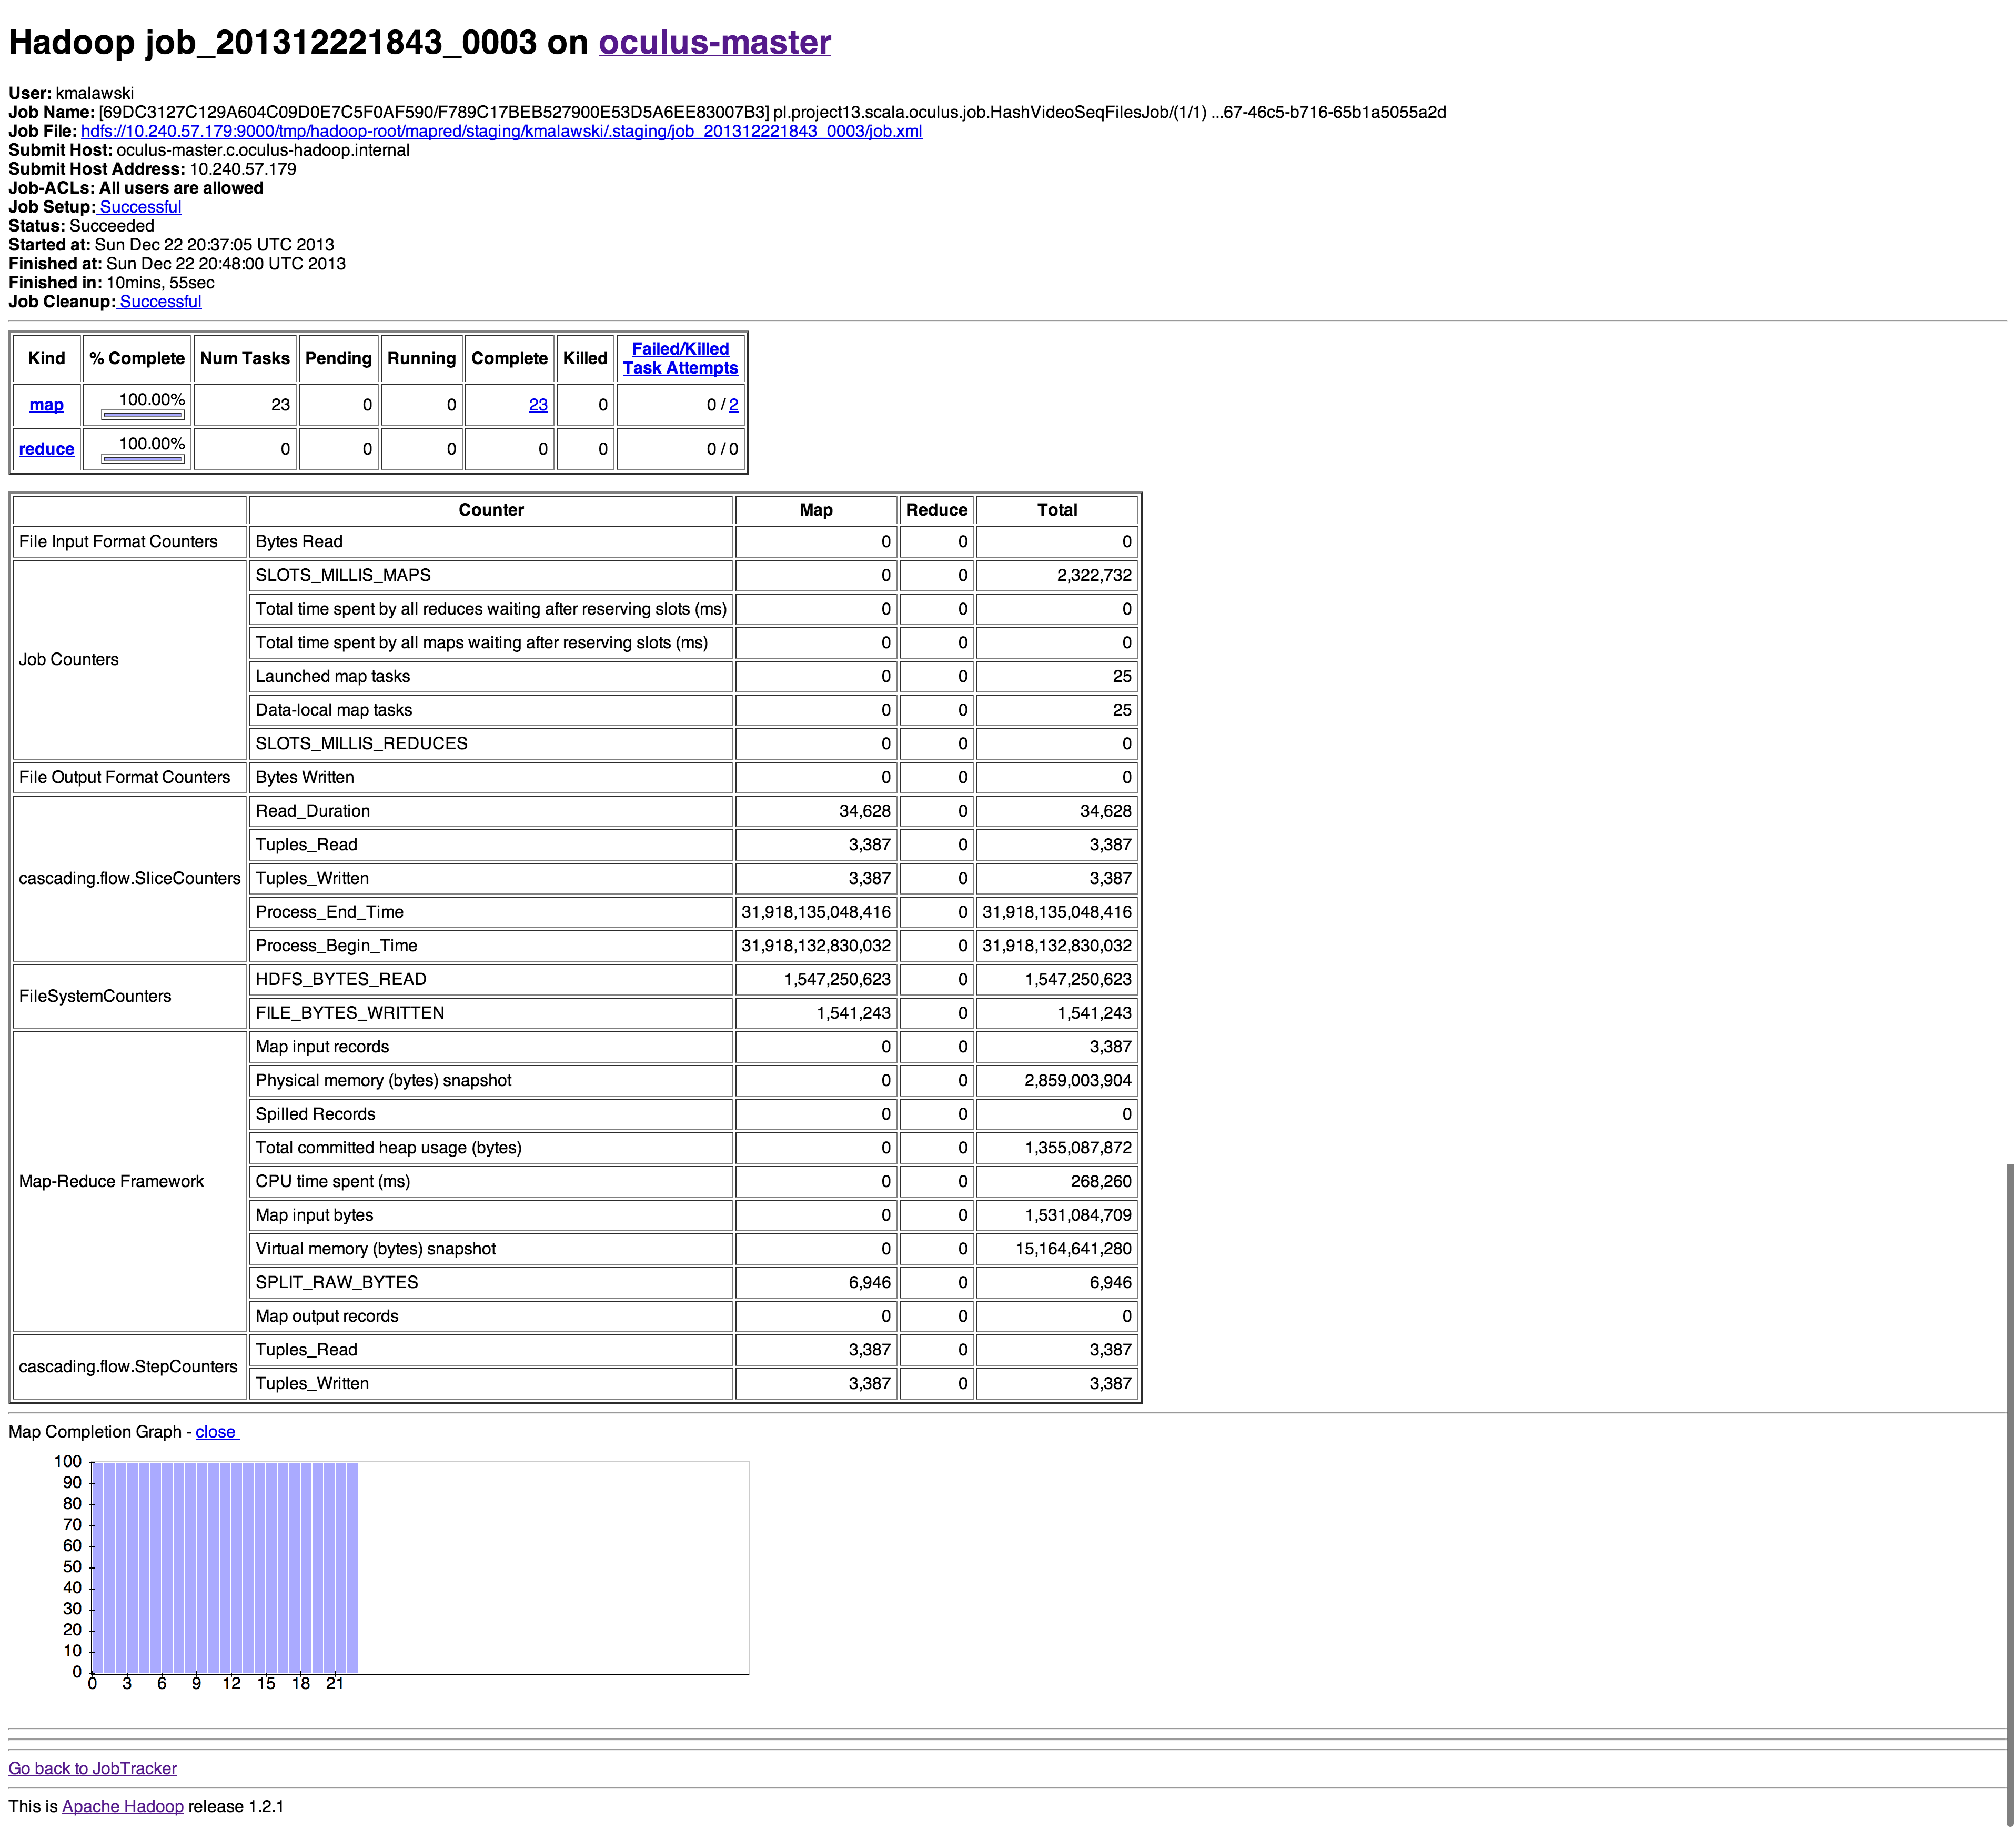 Hadoop job_201312221843_0003 on oculus-master
User: kmalawski
Job Name: [69DC3127C129A604C09D0E7C5F0AF590/F789C17BEB527900E53D5A6EE83007B3] pl.project13.scala.oculus.job.HashVideoSeqFilesJob/(1/1) ...67-46c5-b716-65b1a5055a2d
Job File: hdfs://10.240.57.179:9000/tmp/hadoop-root/mapred/staging/kmalawski/.staging/job_201312221843_0003/job.xml
Submit Host: oculus-master.c.oculus-hadoop.internal
Submit Host Address: 10.240.57.179
Job-ACLs: All users are allowed
Job Setup: Successful
Status: Succeeded
Started at: Sun Dec 22 20:37:05 UTC 2013
Finished at: Sun Dec 22 20:48:00 UTC 2013
Finished in: 10mins, 55sec
Job Cleanup: Successful
Kind % Complete Num Tasks Pending Running Complete Killed Failed/Killed Task Attempts
map 100.00% 23 0 0 23 0 0 / 2
reduce 100.00% 0 0 0 0 0 0 / 0
Counter Map Reduce Total
File Input Format Counters Bytes Read 0 0 0
Job Counters SLOTS_MILLIS_MAPS 0 0 2,322,732
Total time spent by all reduces waiting after reserving slots (ms) 0 0 0
Total time spent by all maps waiting after reserving slots (ms) 0 0 0
Launched map tasks 0 0 25
Data-local map tasks 0 0 25
SLOTS_MILLIS_REDUCES 0 0 0
File Output Format Counters Bytes Written 0 0 0
cascading.flow.SliceCounters Read_Duration 34,628 0 34,628
Tuples_Read 3,387 0 3,387
Tuples_Written 3,387 0 3,387
Process_End_Time 31,918,135,048,416 0 31,918,135,048,416
Process_Begin_Time 31,918,132,830,032 0 31,918,132,830,032
FileSystemCounters HDFS_BYTES_READ 1,547,250,623 0 1,547,250,623
FILE_BYTES_WRITTEN 1,541,243 0 1,541,243
Map-Reduce Framework Map input records 0 0 3,387
Physical memory (bytes) snapshot 0 0 2,859,003,904
Spilled Records 0 0 0
Total committed heap usage (bytes) 0 0 1,355,087,872
CPU time spent (ms) 0 0 268,260
Map input bytes 0 0 1,531,084,709
Virtual memory (bytes) snapshot 0 0 15,164,641,280
SPLIT_RAW_BYTES 6,946 0 6,946
Map output records 0 0 0
cascading.flow.StepCounters Tuples_Read 3,387 0 3,387
Tuples_Written 3,387 0 3,387
Map Completion Graph - close
100
90
80
70
60
50
40
30
20
10
0
0 3 6 9 12 15 18 21
Go back to JobTracker
This is Apache Hadoop release 1.2.1